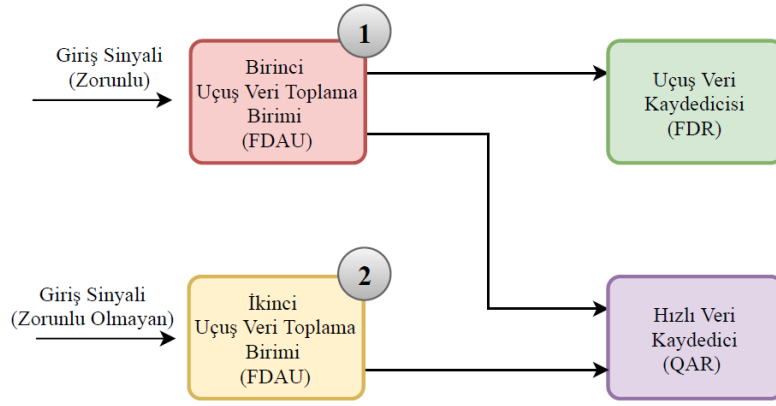 Giriş Sinyali
(Zorunlu)
1
Birinci
Uçuş Veri Toplama
Birimi
(FDAU)
Uçuş Veri
Kaydedicisi
(FDR)
Giriş Sinyali
(Zorunlu Olmayan)
2
İkinci
Uçuş Veri Toplama
Birimi
(FDAU)
Hızlı Veri
Kaydedici
(QAR)